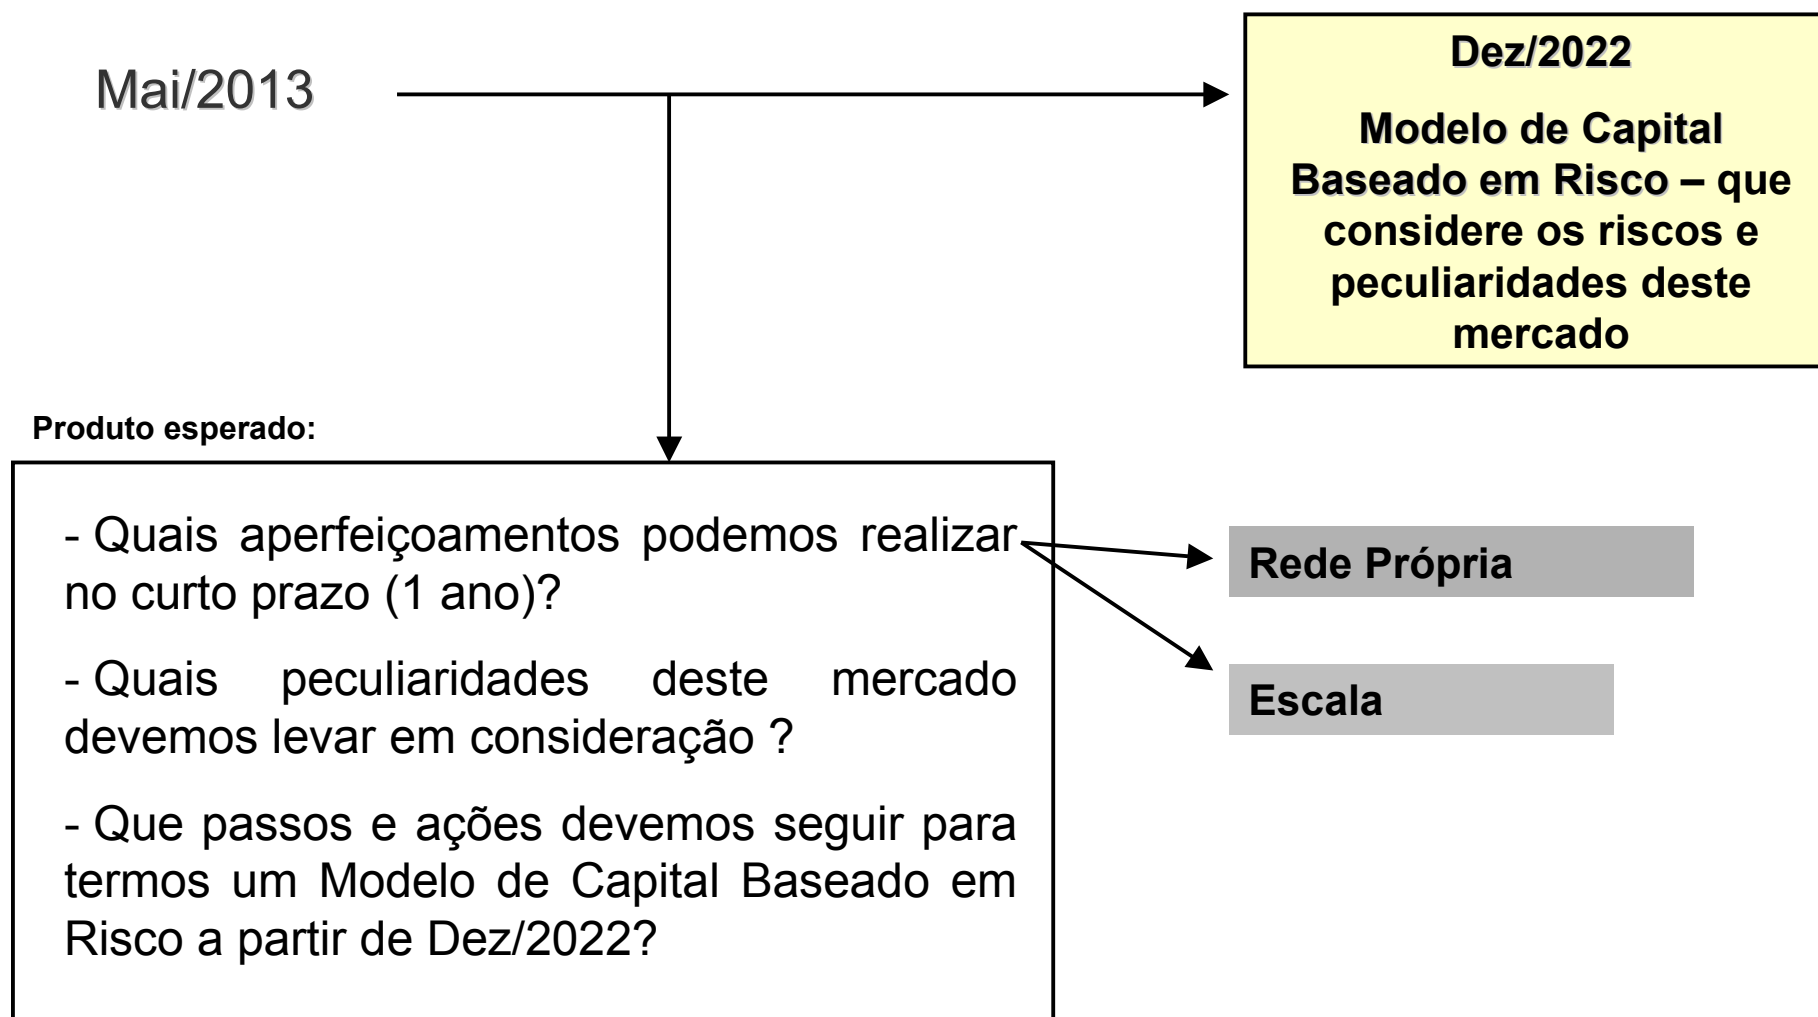 Mai/2013
Dez/2022
Modelo de Capital
Baseado em Risco – que
considere os riscos e
peculiaridades deste
mercado
Produto esperado:
- Quais aperfeiçoamentos podemos realizar
no curto prazo (1 ano)?
- Quais peculiaridades deste mercado
devemos levar em consideração ?
- Que passos e ações devemos seguir para
termos um Modelo de Capital Baseado em
Risco a partir de Dez/2022?
Rede Própria
Escala